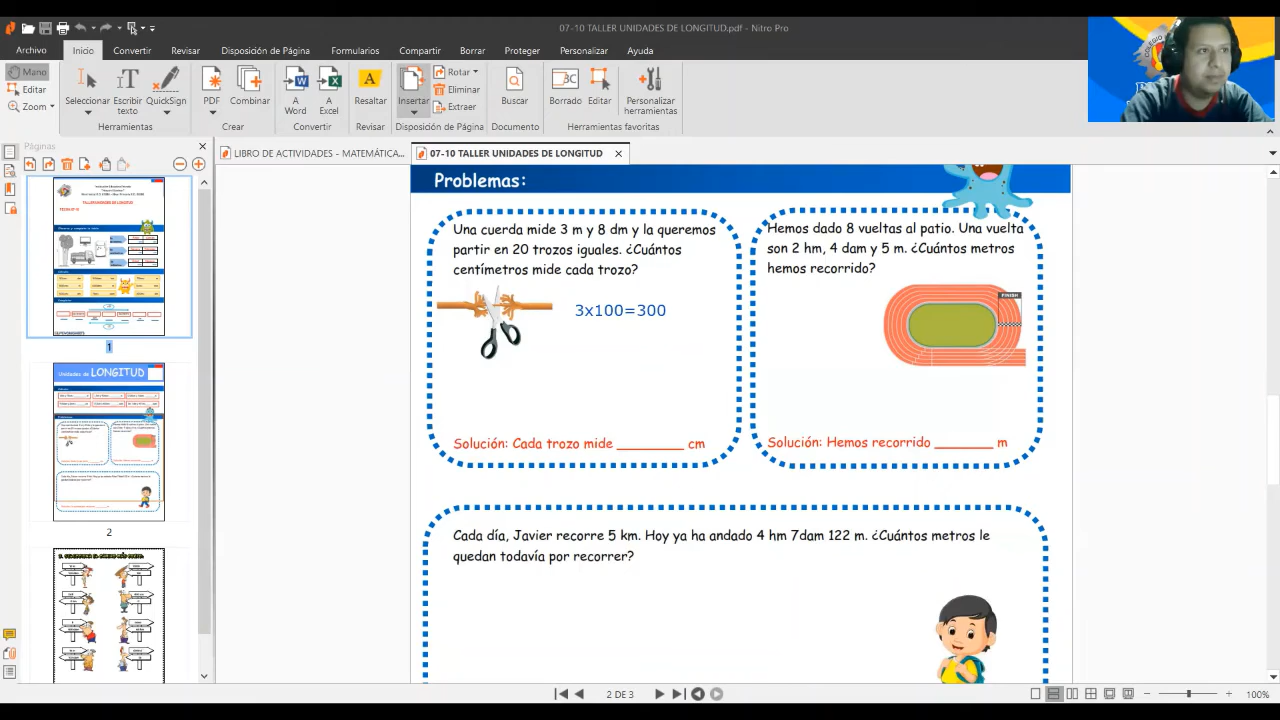 07-10 TALLER UNIDADES DE LONGITUD.pdf - Nitro Pro
Archivo Inicio Convertir Revisar Disposición de Página Formularios Compartir Borrar Proteger Personalizar Ayuda
Mano
Editar
Zoom
Seleccionar
Escribir texto
QuickSign
Herramientas
PDF
Combinar
Crear
A Word
A Excel
Convertir
Resaltar
Revisar
Insertar
Rotar
Eliminar
Extraer
Disposición de Página
Buscar
Documento
Borrado
Editar
Personalizar herramientas
Herramientas favoritas
Páginas
LIBRO DE ACTIVIDADES - MATEMÁTICA...
07-10 TALLER UNIDADES DE LONGITUD
1
Unidades de LONGITUD
2
Problemas:
Una cuerda mide 3 m y 8 dm y la queremos
partir en 20 trozos iguales. ¿Cuántos
centímetros mide cada trozo?
3x100=300
Solución: Cada trozo mide ________ cm
Hemos dado 8 vueltas al patio. Una vuelta
son 2 hm, 4 dam y 5 m. ¿Cuántos metros
hemos recorrido?
FINISH
Solución: Hemos recorrido _______ m
Cada día, Javier recorre 5 km. Hoy ya ha andado 4 hm 7dam 122 m. ¿Cuántos metros le
quedan todavía por recorrer?
2 DE 3
100%